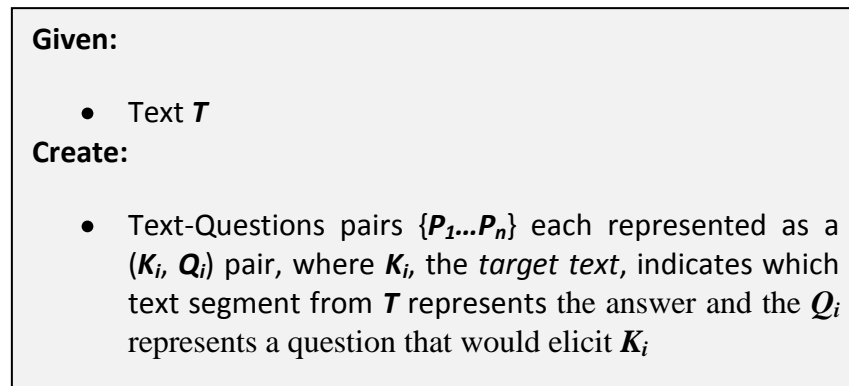 Given:
• Text T
Create:
• Text-Questions pairs {P1...Pn} each represented as a
(Ki, Qi) pair, where Ki, the target text, indicates which
text segment from T represents the answer and the Qi
represents a question that would elicit Ki